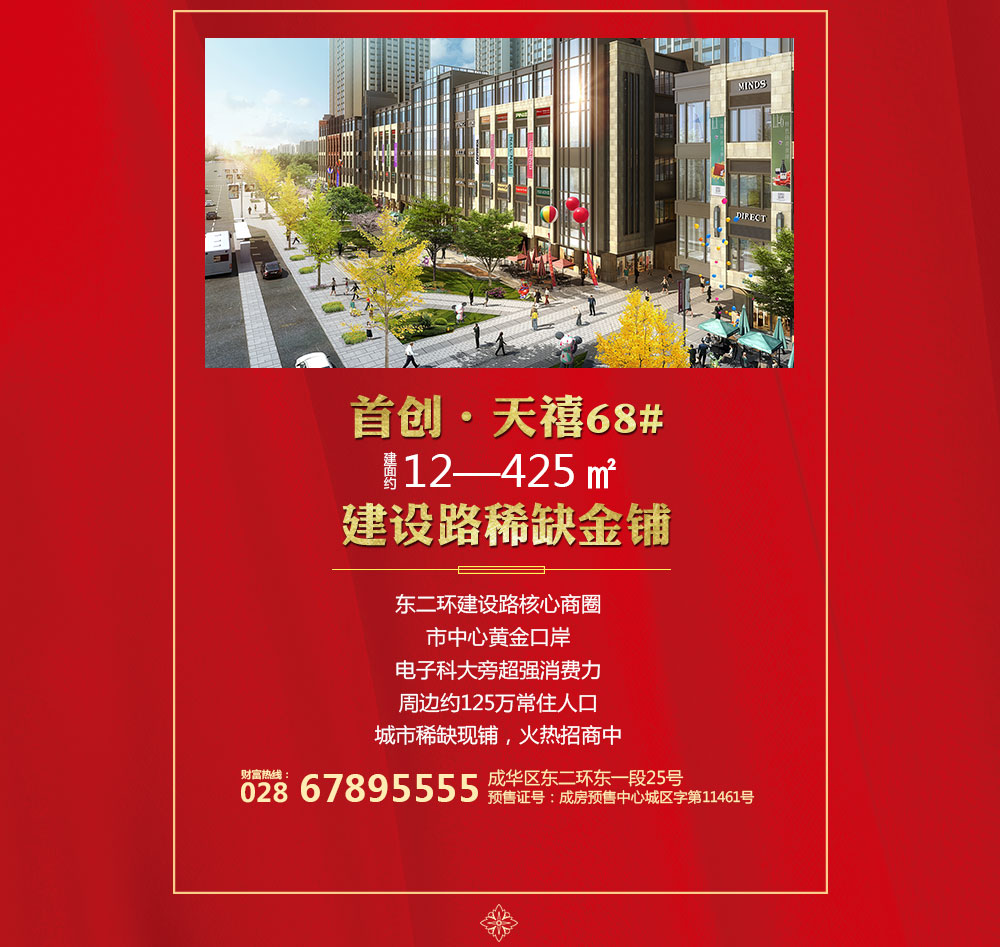 MINDS
DIRECT
首创·天禧68#
建面约 12—425㎡
建设路稀缺金铺
东二环建设路核心商圈
市中心黄金口岸
电子科大旁超强消费力
周边约125万常住人口
城市稀缺现铺，火热招商中
财富热线：
028 67895555
成华区东二环东一段25号
预售证号：成房预售中心城区字第11461号